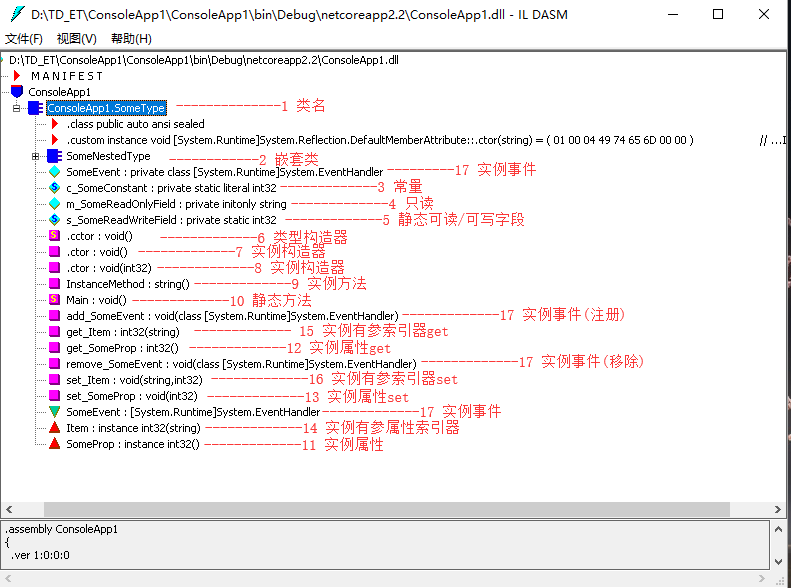 D:\TD_ET\ConsoleApp1\ConsoleApp1\bin\Debug\netcoreapp2.2\ConsoleApp1.dll - IL DASM
文件(F) 视图(V) 帮助(H)
D:\TD_ET\ConsoleApp1\ConsoleApp1\bin\Debug\netcoreapp2.2\ConsoleApp1.dll
M A N I F E S T
ConsoleApp1
ConsoleApp1.SomeType --------------1 类名
.class public auto ansi sealed
.custom instance void [System.Runtime]System.Reflection.DefaultMemberAttribute::.ctor(string) = ( 01 00 04 49 74 65 6D 00 00 ) // ...I
SomeNestedType ------------2 嵌套类
SomeEvent : private class [System.Runtime]System.EventHandler ---------17 实例事件
c_SomeConstant : private static literal int32 -------------3 常量
m_SomeReadOnlyField : private initonly string -------------4 只读
s_SomeReadWriteField : private static int32 -------------5 静态可读/可写字段
.cctor : void() -------------6 类型构造器
.ctor : void() -------------7 实例构造器
.ctor : void(int32) -------------8 实例构造器
InstanceMethod : string() -------------9 实例方法
Main : void() -------------10 静态方法
add_SomeEvent : void(class [System.Runtime]System.EventHandler) -------------17 实例事件(注册)
get_Item : int32(string) ------------- 15 实例有参索引器get
get_SomeProp : int32() -------------12 实例属性get
remove_SomeEvent : void(class [System.Runtime]System.EventHandler) -------------17 实例事件(移除)
set_Item : void(string,int32) -------------16 实例有参索引器set
set_SomeProp : void(int32) -------------13 实例属性set
SomeEvent : [System.Runtime]System.EventHandler -------------17 实例事件
Item : instance int32(string) -------------14 实例有参属性索引器
SomeProp : instance int32() -------------11 实例属性
.assembly ConsoleApp1
{
.ver 1:0:0:0